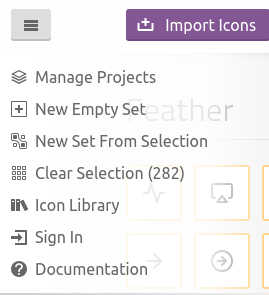 Import Icons
Manage Projects
New Empty Set
Feather
New Set From Selection
Clear Selection (282)
Icon Library
Sign In
Documentation